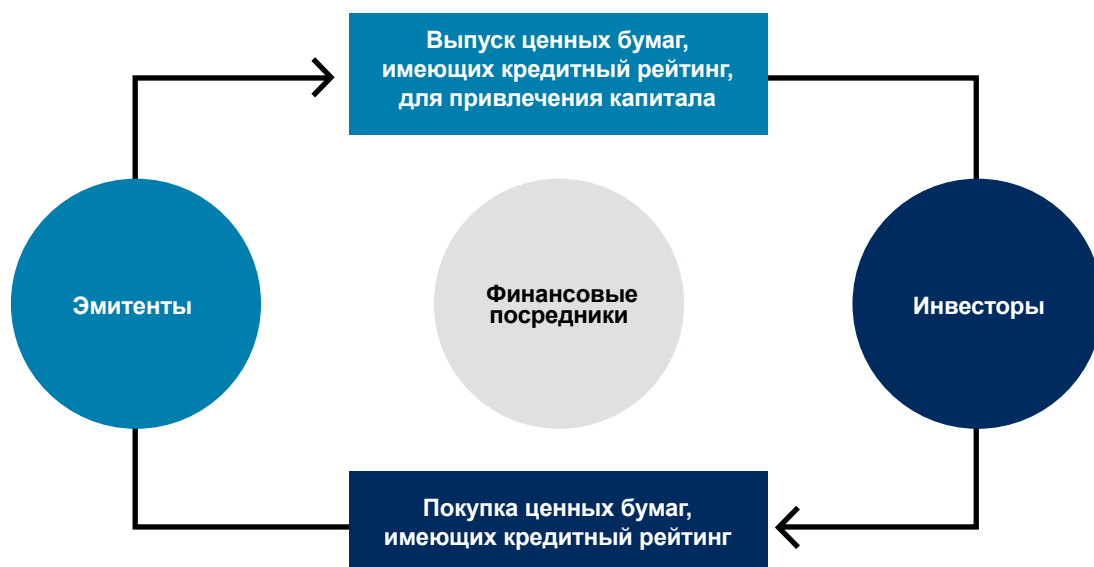 Выпуск ценных бумаг,
имеющих кредитный рейтинг,
для привлечения капитала
Эмитенты
Финансовые
посредники
Инвесторы
Покупка ценных бумаг,
имеющих кредитный рейтинг